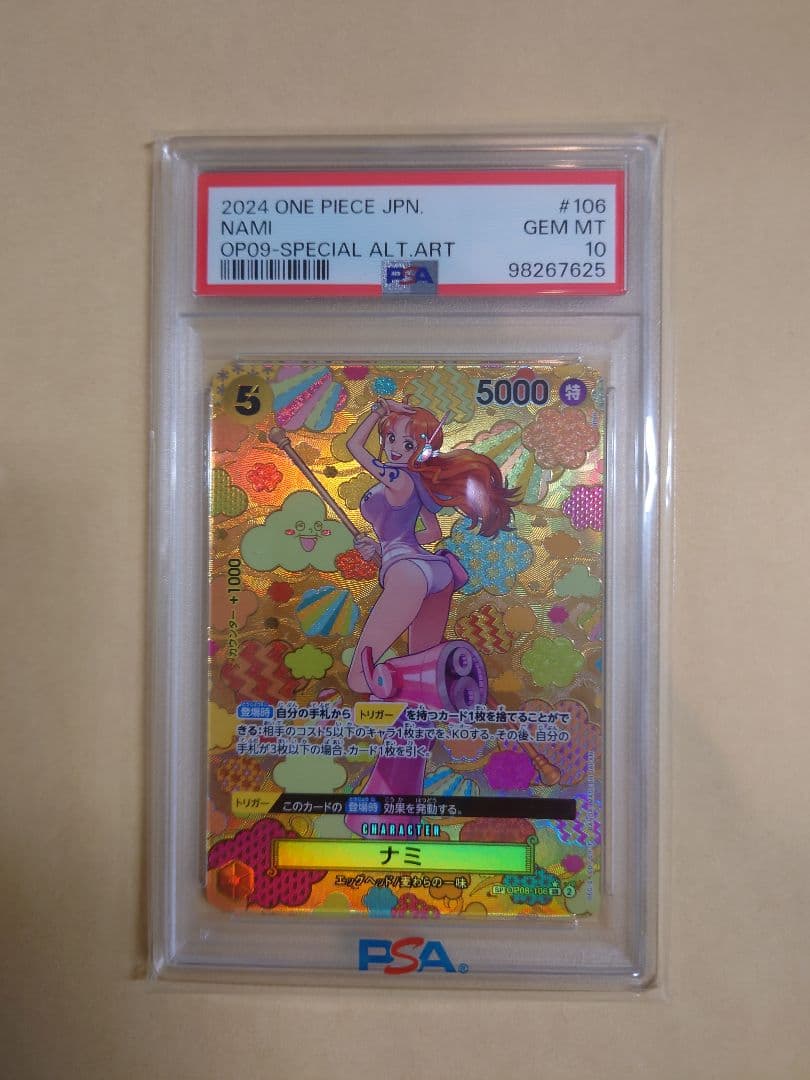 2024 ONE PIECE JPN.
#106
NAMI
GEM MT
OP09-SPECIAL ALT.ART
10
PSA
98267625
5
5000
特
カウンター +1000
登場時 自分の手札から トリガー を持つカード1枚を捨てることがで
きる:相手のコスト5以下のキャラ1枚までを、KOする。その後、自分の
手札が3枚以下の場合、カード1枚を引く。
トリガー このカードの 登場時 効果を発動する。
CHARACTER
ナミ
エッグヘッド/麦わらの一味
SP OP08-106 SR 2
PSA®